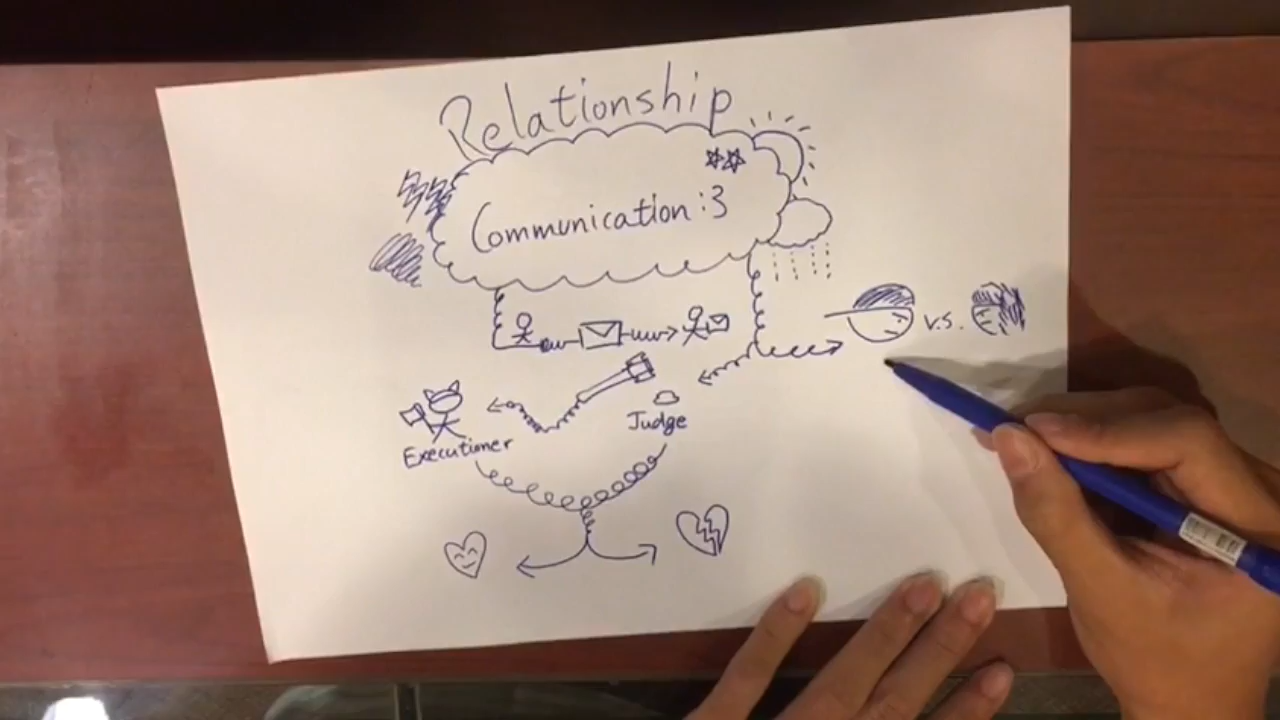 Relationship
Communication :3
v.s.
Judge
Executioner